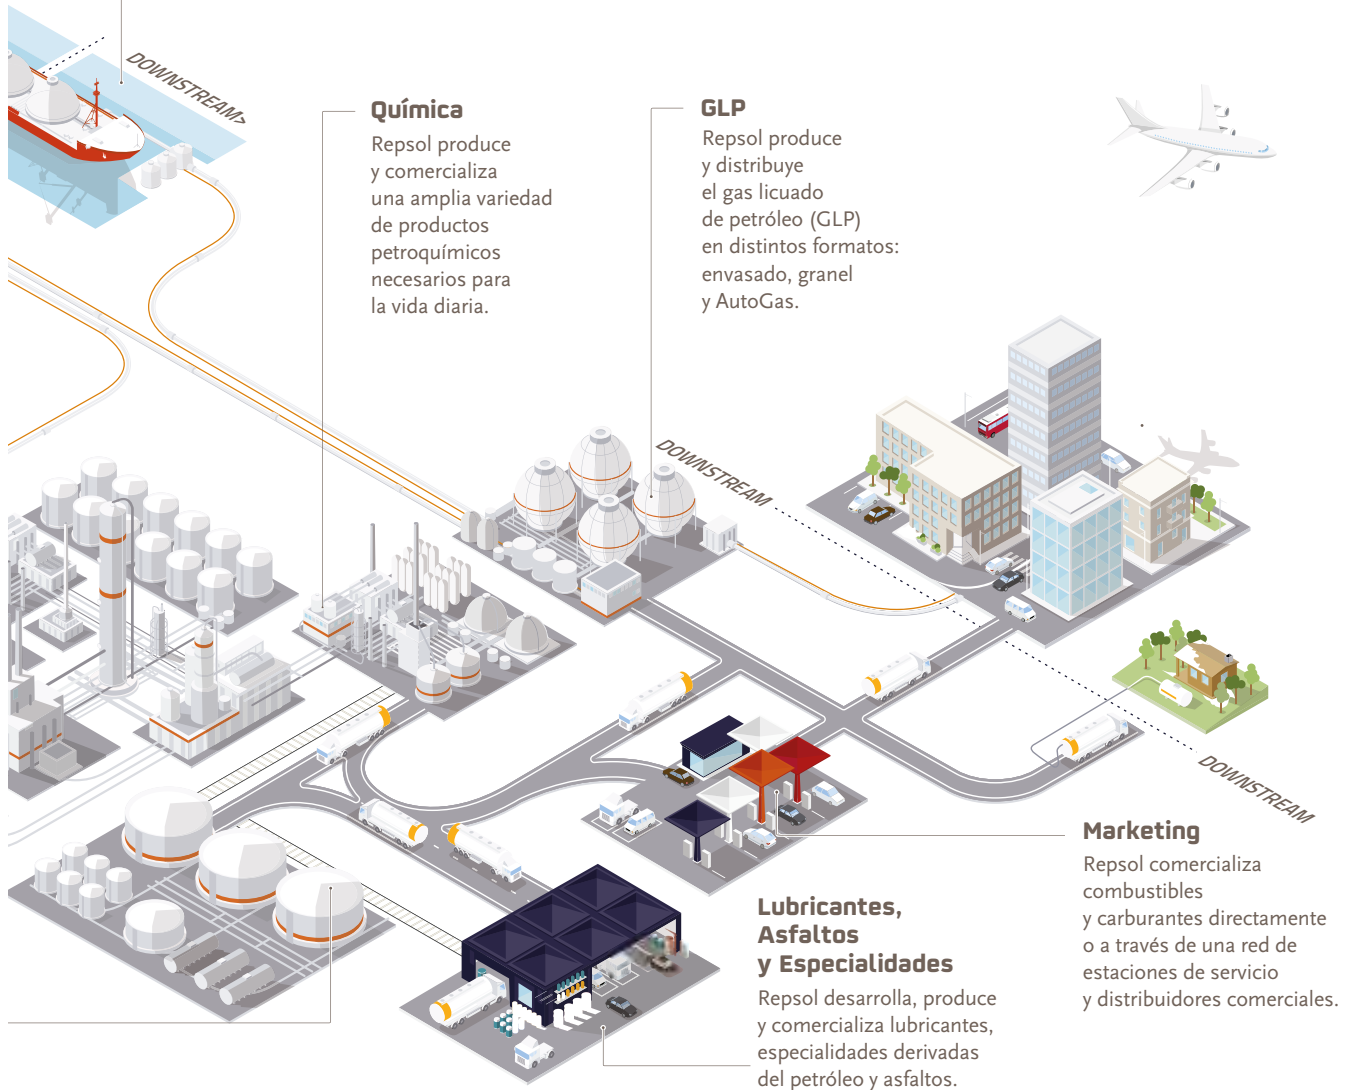 DOWNSTREAM>
Química
Repsol produce
y comercializa
una amplia variedad
de productos
petroquímicos
necesarios para
la vida diaria.
GLP
Repsol produce
y distribuye
el gas licuado
de petróleo (GLP)
en distintos formatos:
envasado, granel
y AutoGas.
DOWNSTREAM
DOWNSTREAM
Marketing
Repsol comercializa
combustibles
y carburantes directamente
o a través de una red de
estaciones de servicio
y distribuidores comerciales.
Lubricantes,
Asfaltos
y Especialidades
Repsol desarrolla, produce
y comercializa lubricantes,
especialidades derivadas
del petróleo y asfaltos.